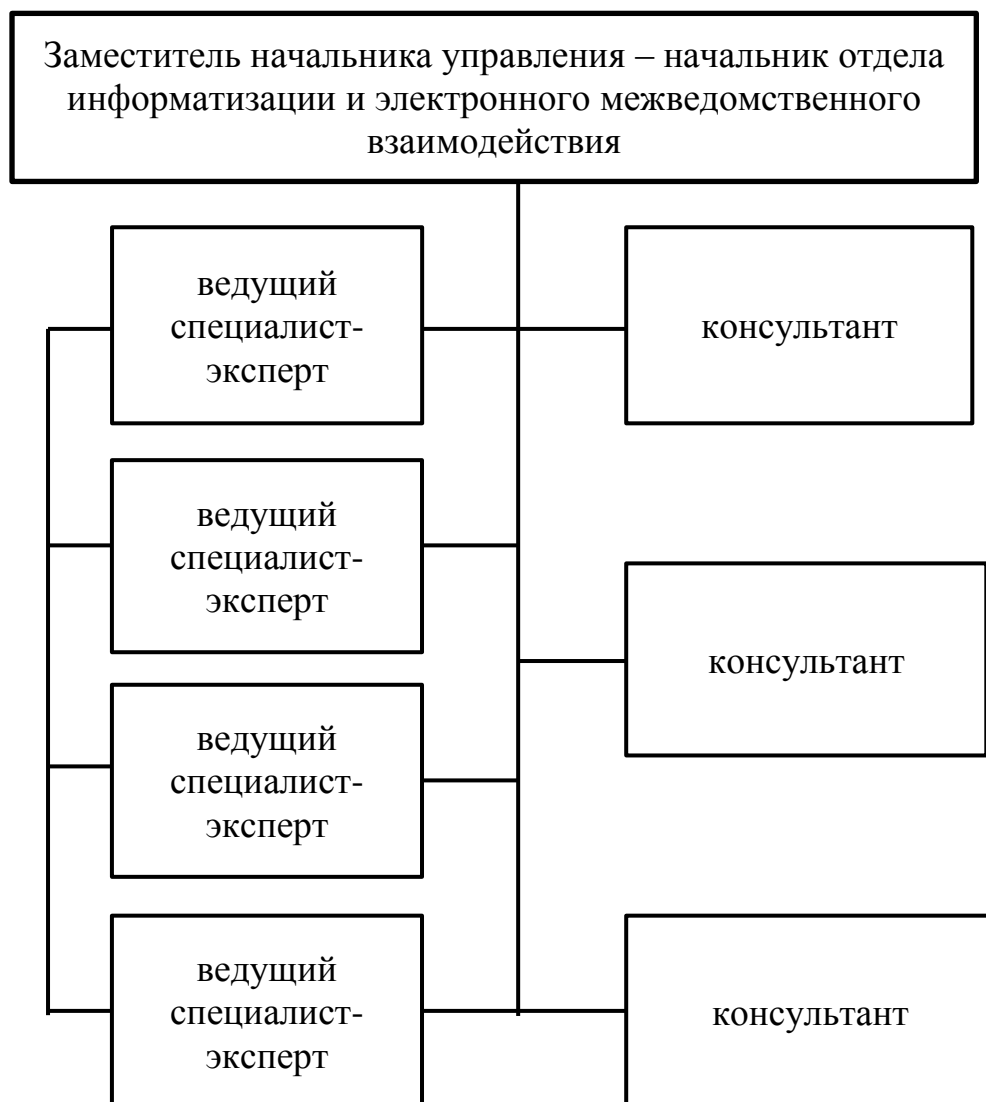 Заместитель начальника управления – начальник отдела
информатизации и электронного межведомственного
взаимодействия
ведущий
специалист-
эксперт
консультант
ведущий
специалист-
эксперт
консультант
ведущий
специалист-
эксперт
ведущий
специалист-
эксперт
консультант